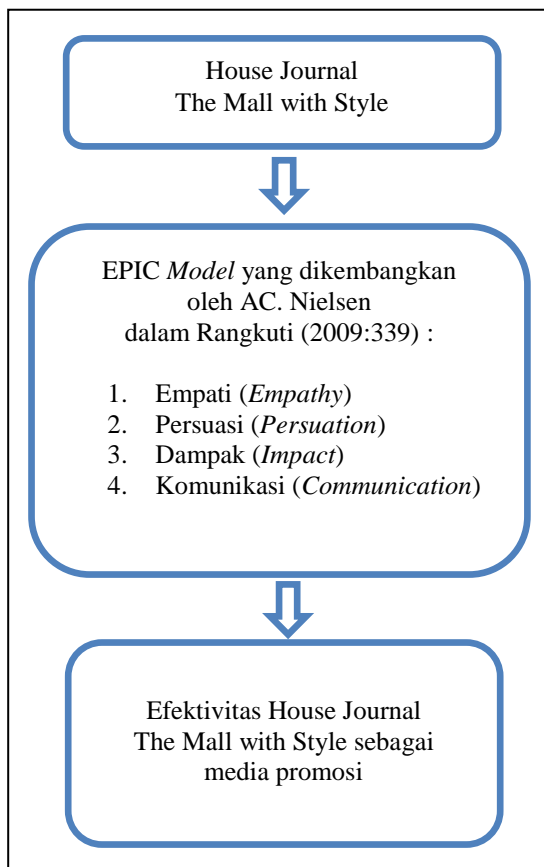 House Journal
The Mall with Style
EPIC Model yang dikembangkan
oleh AC. Nielsen
dalam Rangkuti (2009:339) :
1. Empati (Empathy)
2. Persuasi (Persuation)
3. Dampak (Impact)
4. Komunikasi (Communication)
Efektivitas House Journal
The Mall with Style sebagai
media promosi